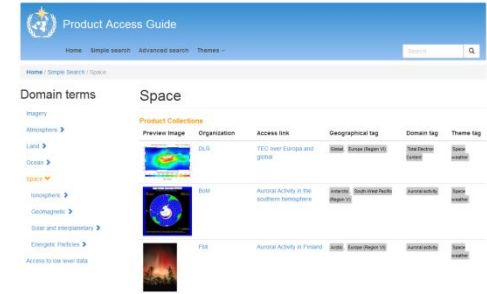 Product Access Guide
Home Simple search Advanced search Themes
Search
Home / Simple Search / Space
Domain terms
Imagery
Atmosphere
Land
Ocean
Space
Ionospheric
Geomagnetic
Solar and interplanetary
Energetic Particles
Access to low level data
Space
Product Collections
Preview Image Organization Access link Geographical tag Domain tag Theme tag
DLR TEC over Europa and Global Europe (Region VI) Total Electron Space
global Content weather
BoM Auroral Activity in the Antarctic South-West Pacific Auroral activity Space
southern hemisphere (Region V) weather
FMI Auroral Activity in Finland Arctic Europe (Region VI) Auroral activity Space
weather